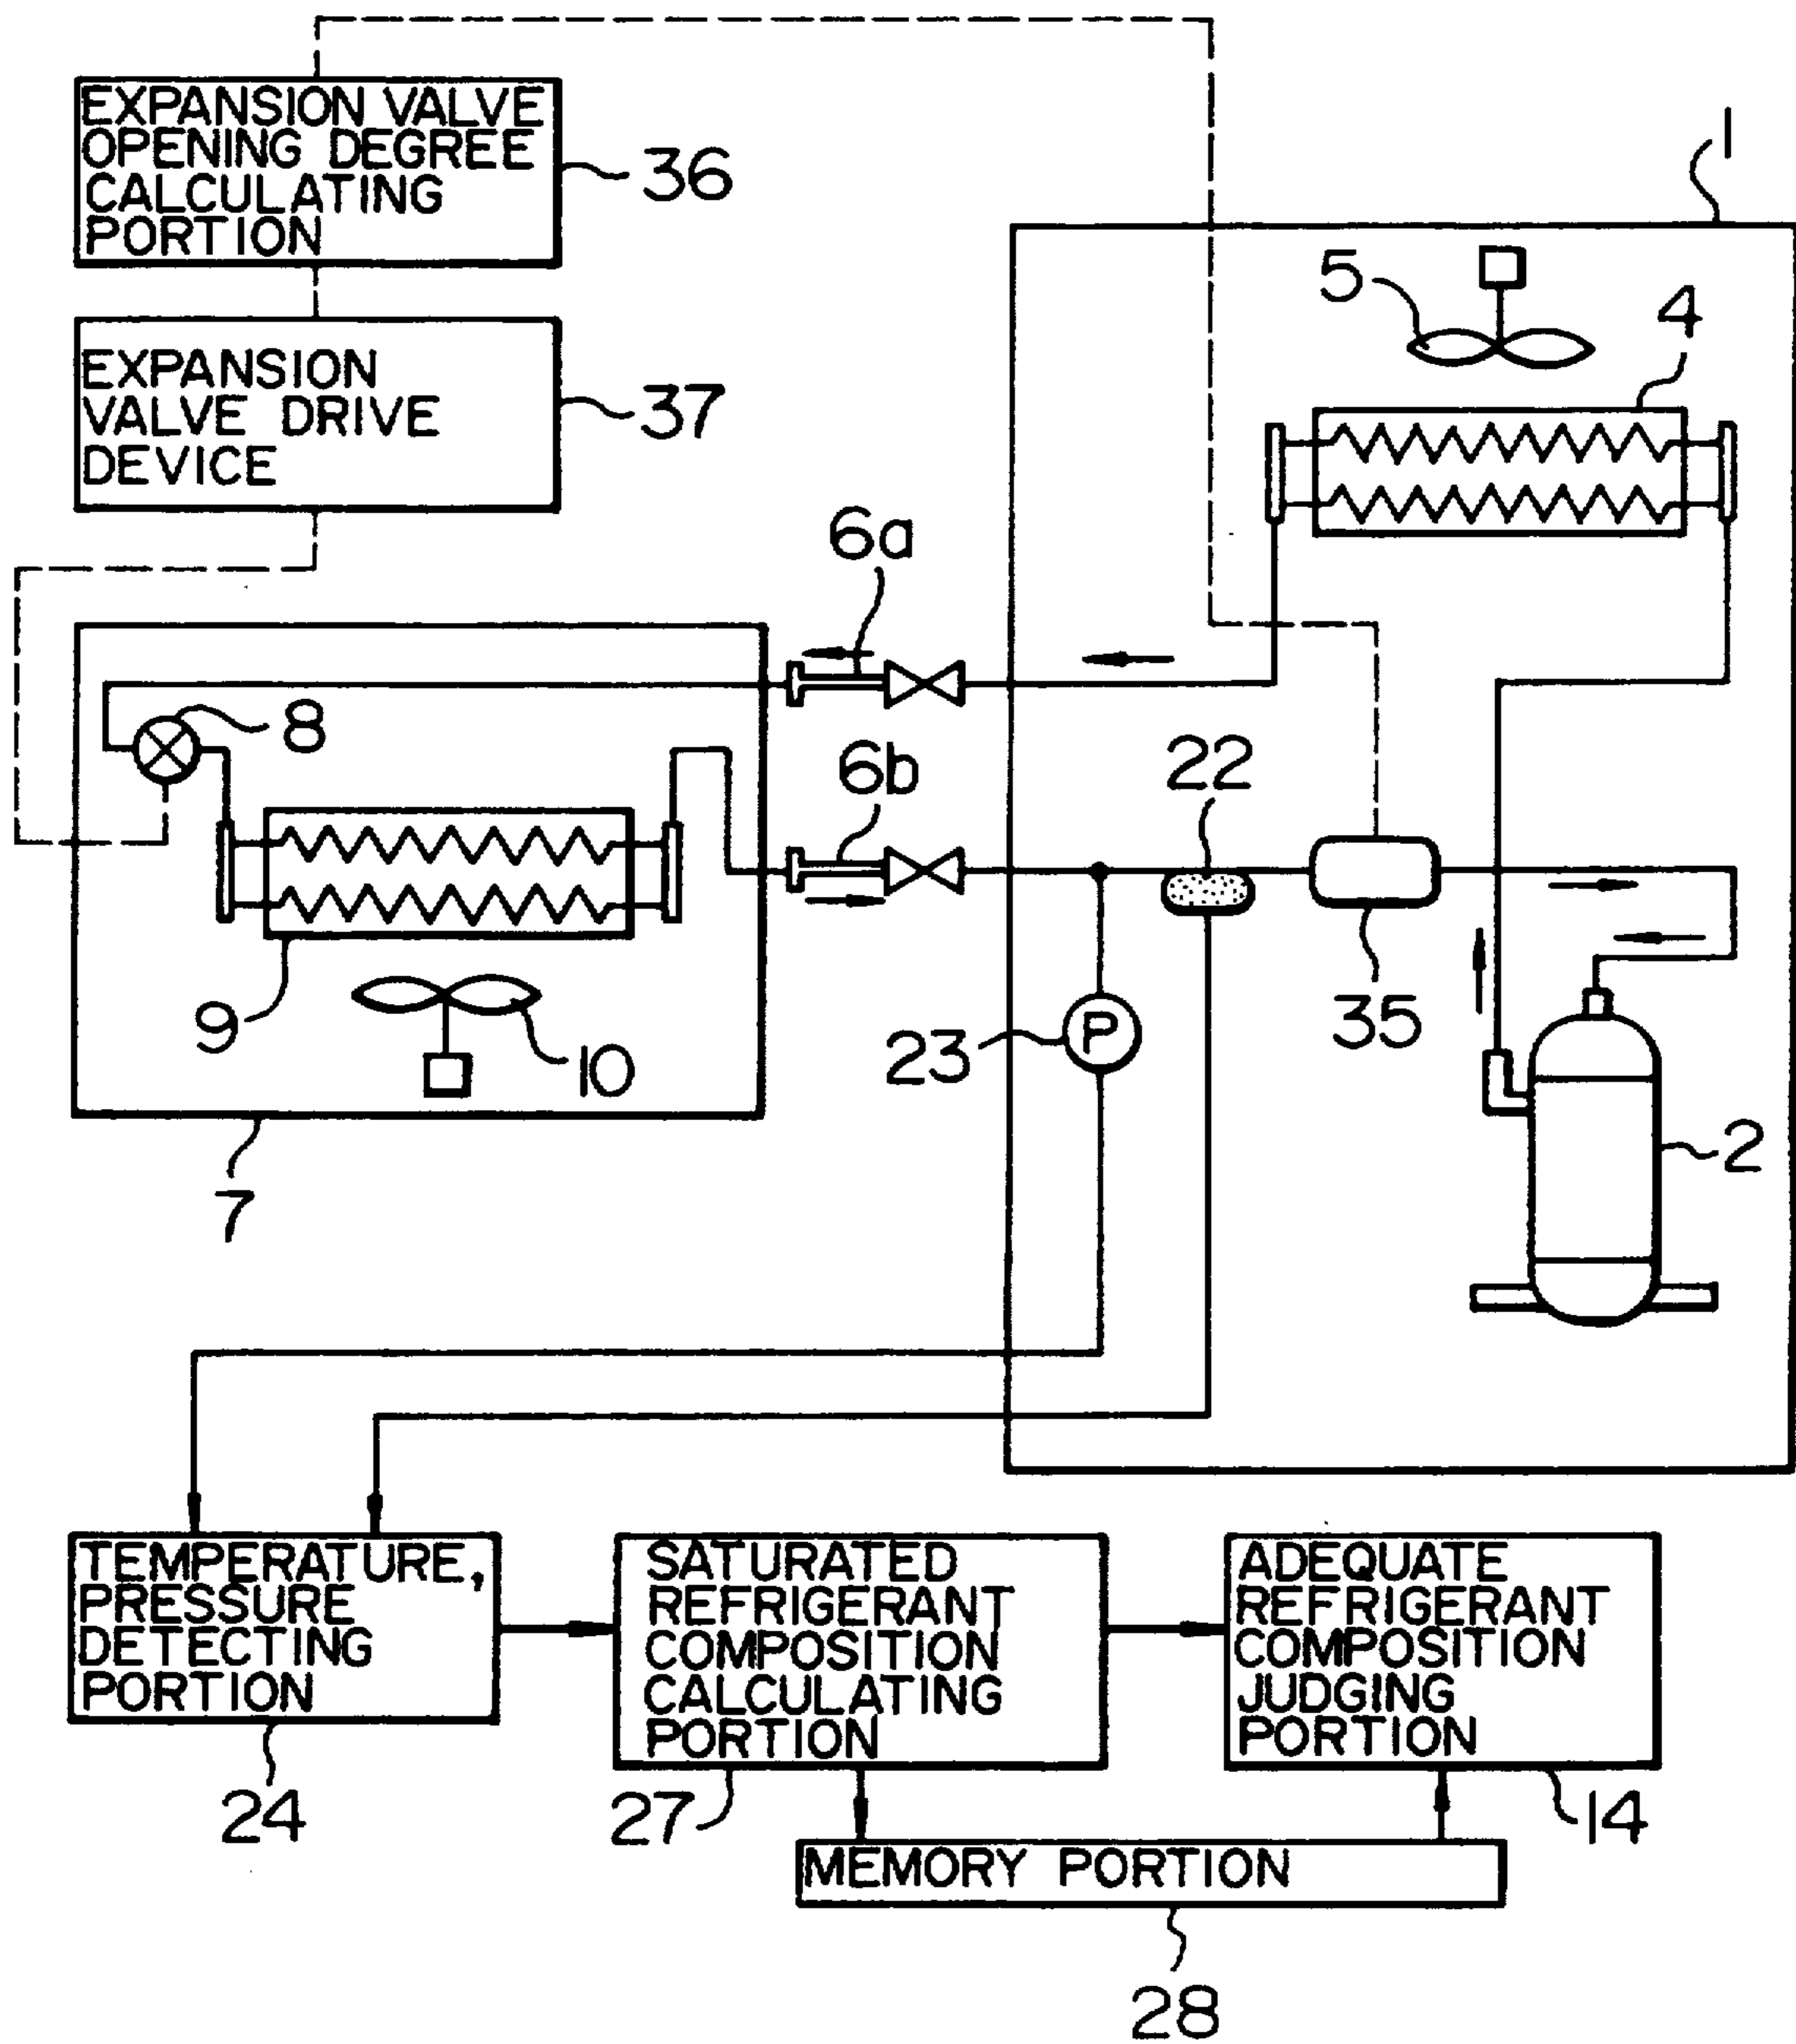 EXPANSION VALVE
OPENING DEGREE
CALCULATING
PORTION
36
1
5
4
EXPANSION
VALVE DRIVE
DEVICE
37
6a
8
6b
22
9
10
23
P
35
2
7
TEMPERATURE,
PRESSURE
DETECTING
PORTION
24
SATURATED
REFRIGERANT
COMPOSITION
CALCULATING
PORTION
27
ADEQUATE
REFRIGERANT
COMPOSITION
JUDGING
PORTION
14
MEMORY PORTION
28